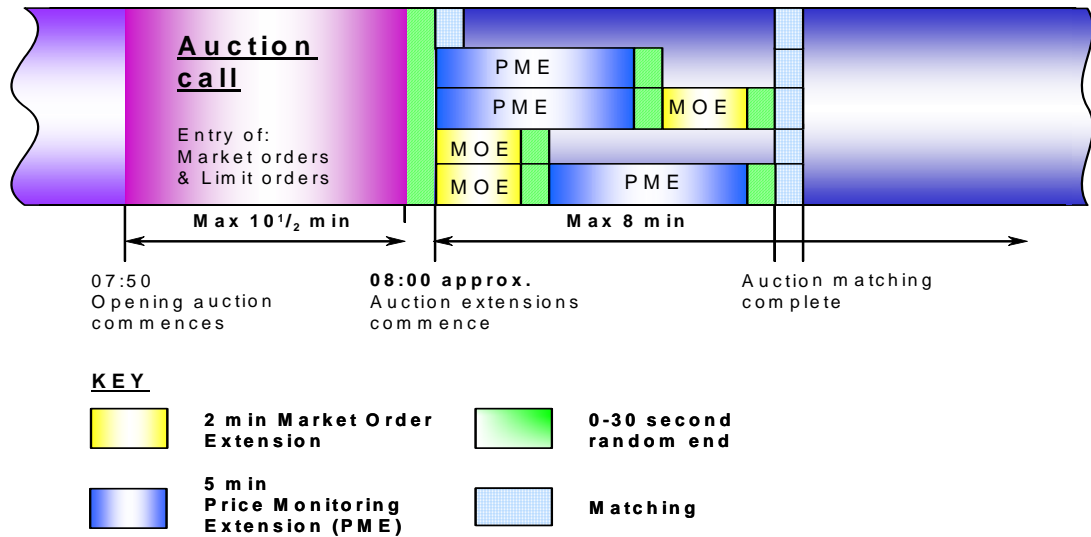 Auction
call
Entry of:
Market orders
& Limit orders
PME
PME
MOE
MOE
MOE
PME
Max 10 1/2 min
Max 8 min
07:50
Opening auction
commences
08:00 approx.
Auction extensions
commence
Auction matching
complete
KEY
2 min Market Order
Extension
0-30 second
random end
5 min
Price Monitoring
Extension (PME)
Matching